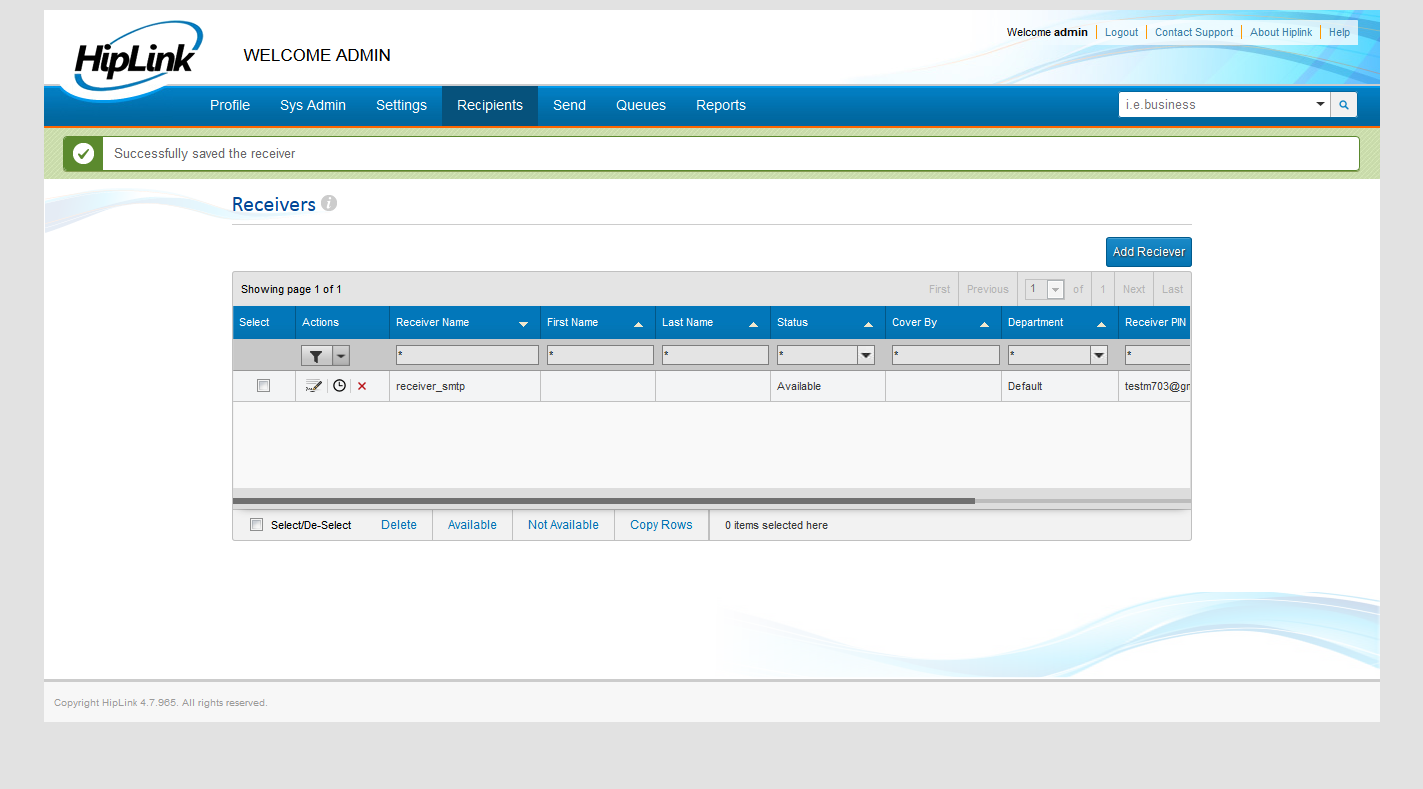 HipLink
WELCOME ADMIN
Welcome admin Logout Contact Support About Hiplink Help
Profile Sys Admin Settings Recipients Send Queues Reports i.e.business
Successfully saved the receiver
Receivers i
Add Reciever
Showing page 1 of 1 First Previous 1 of 1 Next Last
Select Actions Receiver Name First Name Last Name Status Cover By Department Receiver PIN
* * * * * * *
receiver_smtp Available Default testm703@gr
Select/De-Select Delete Available Not Available Copy Rows 0 items selected here
Copyright HipLink 4.7.965. All rights reserved.